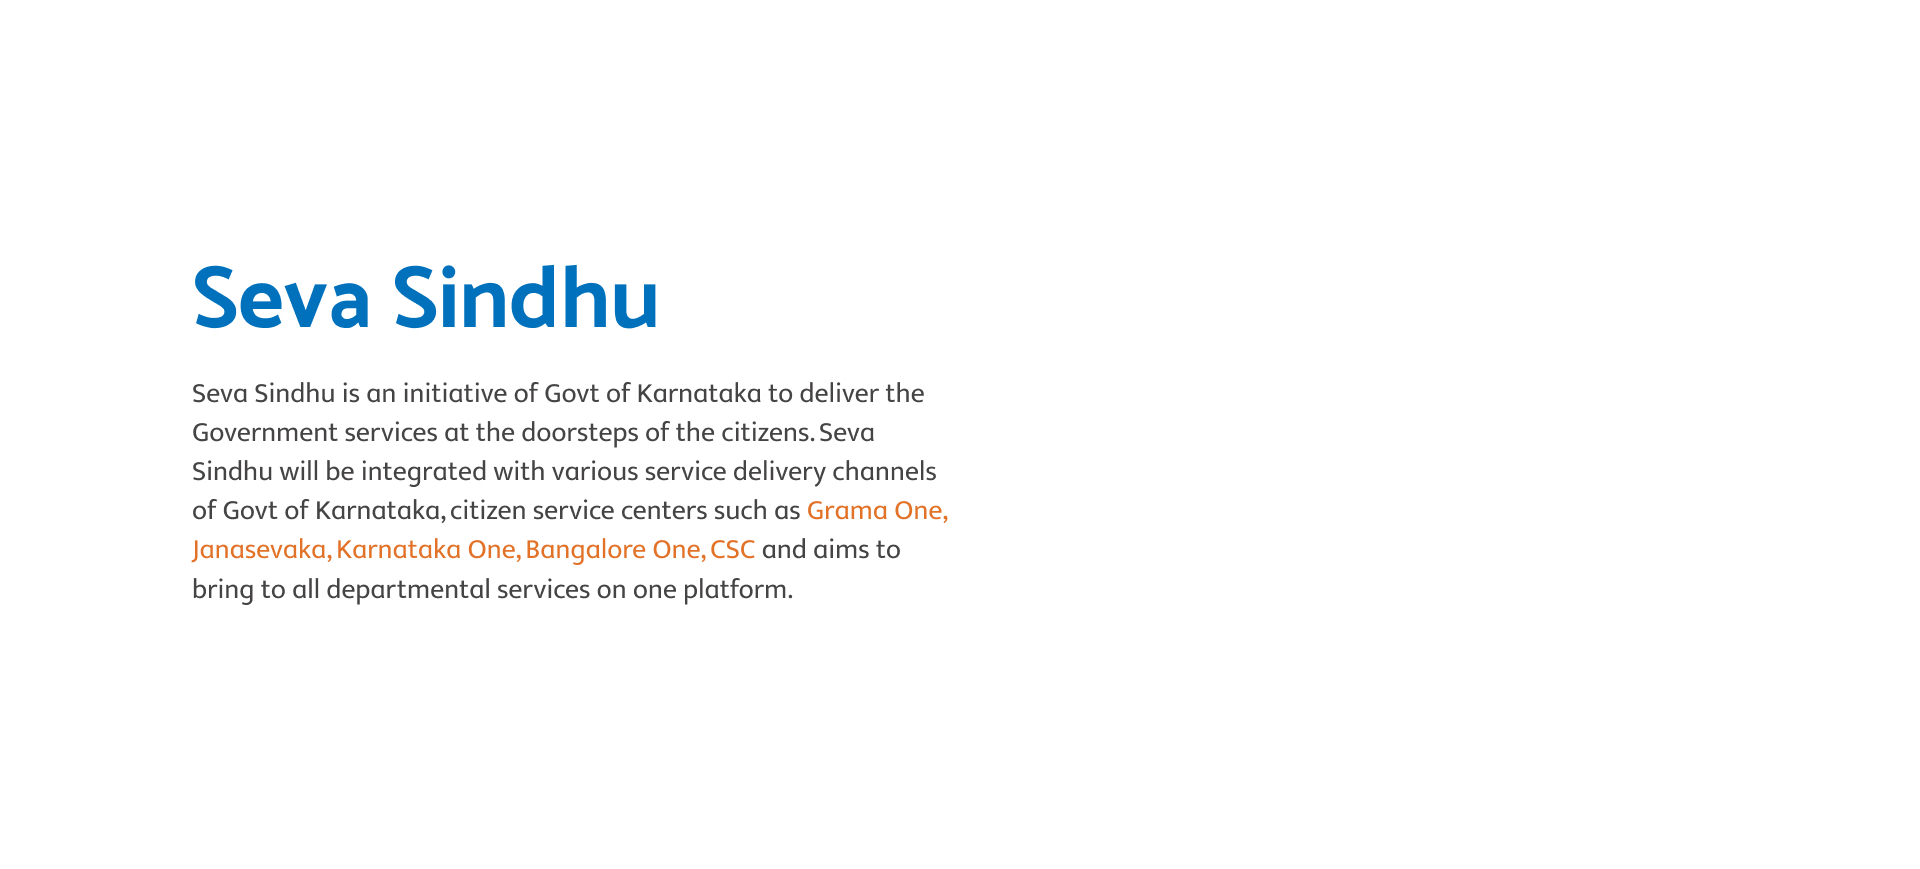 Seva Sindhu
Seva Sindhu is an initiative of Govt of Karnataka to deliver the
Government services at the doorsteps of the citizens. Seva
Sindhu will be integrated with various service delivery channels
of Govt of Karnataka, citizen service centers such as Grama One,
Janasevaka, Karnataka One, Bangalore One, CSC and aims to
bring to all departmental services on one platform.